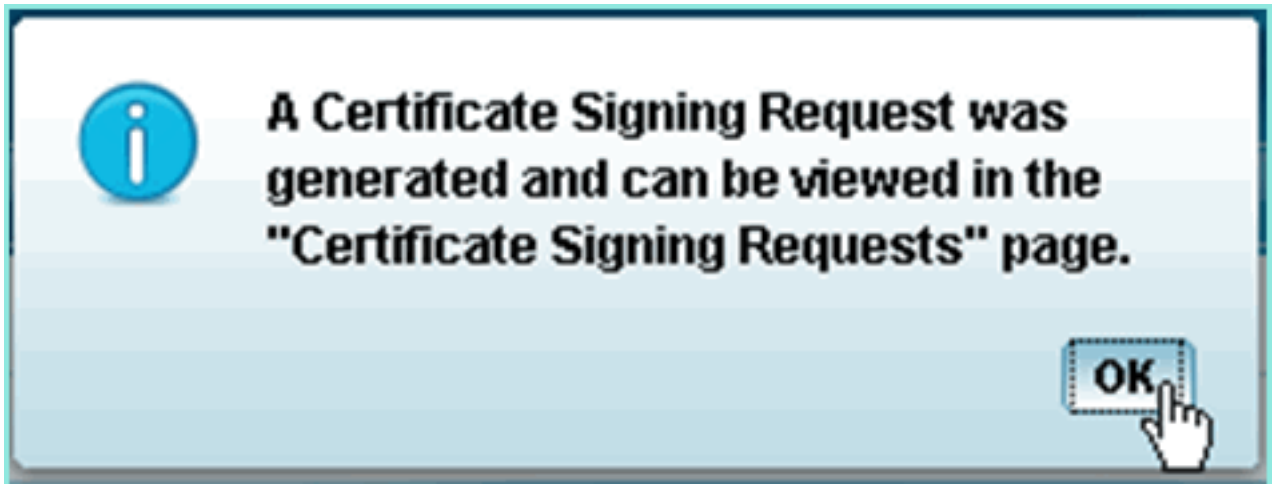 A Certificate Signing Request was
generated and can be viewed in the
"Certificate Signing Requests" page.
OK